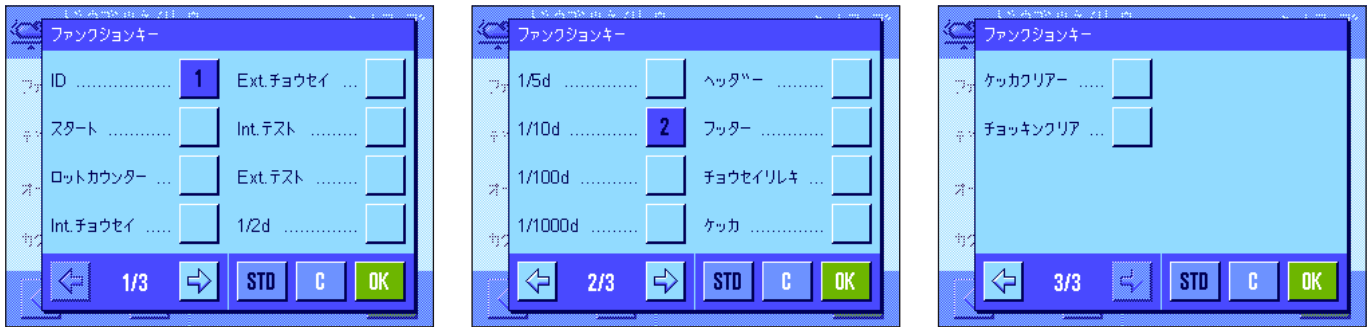 ファンクションキー
ID ................. 1 Ext.チョウセイ ...
スタート ............ Int.テスト .........
ロットカウンター ... Ext.テスト ........
Int.チョウセイ ..... 1/2d ..............
1/3 STD C OK
ファンクションキー
1/5d .............. ヘッダー ............
1/10d ............. 2 フッター ............
1/100d ........... チョウセイリレキ ...
1/1000d ......... ケッカ ..............
2/3 STD C OK
ファンクションキー
ケッカクリアー .....
チョッキンクリア ...
3/3 STD C OK